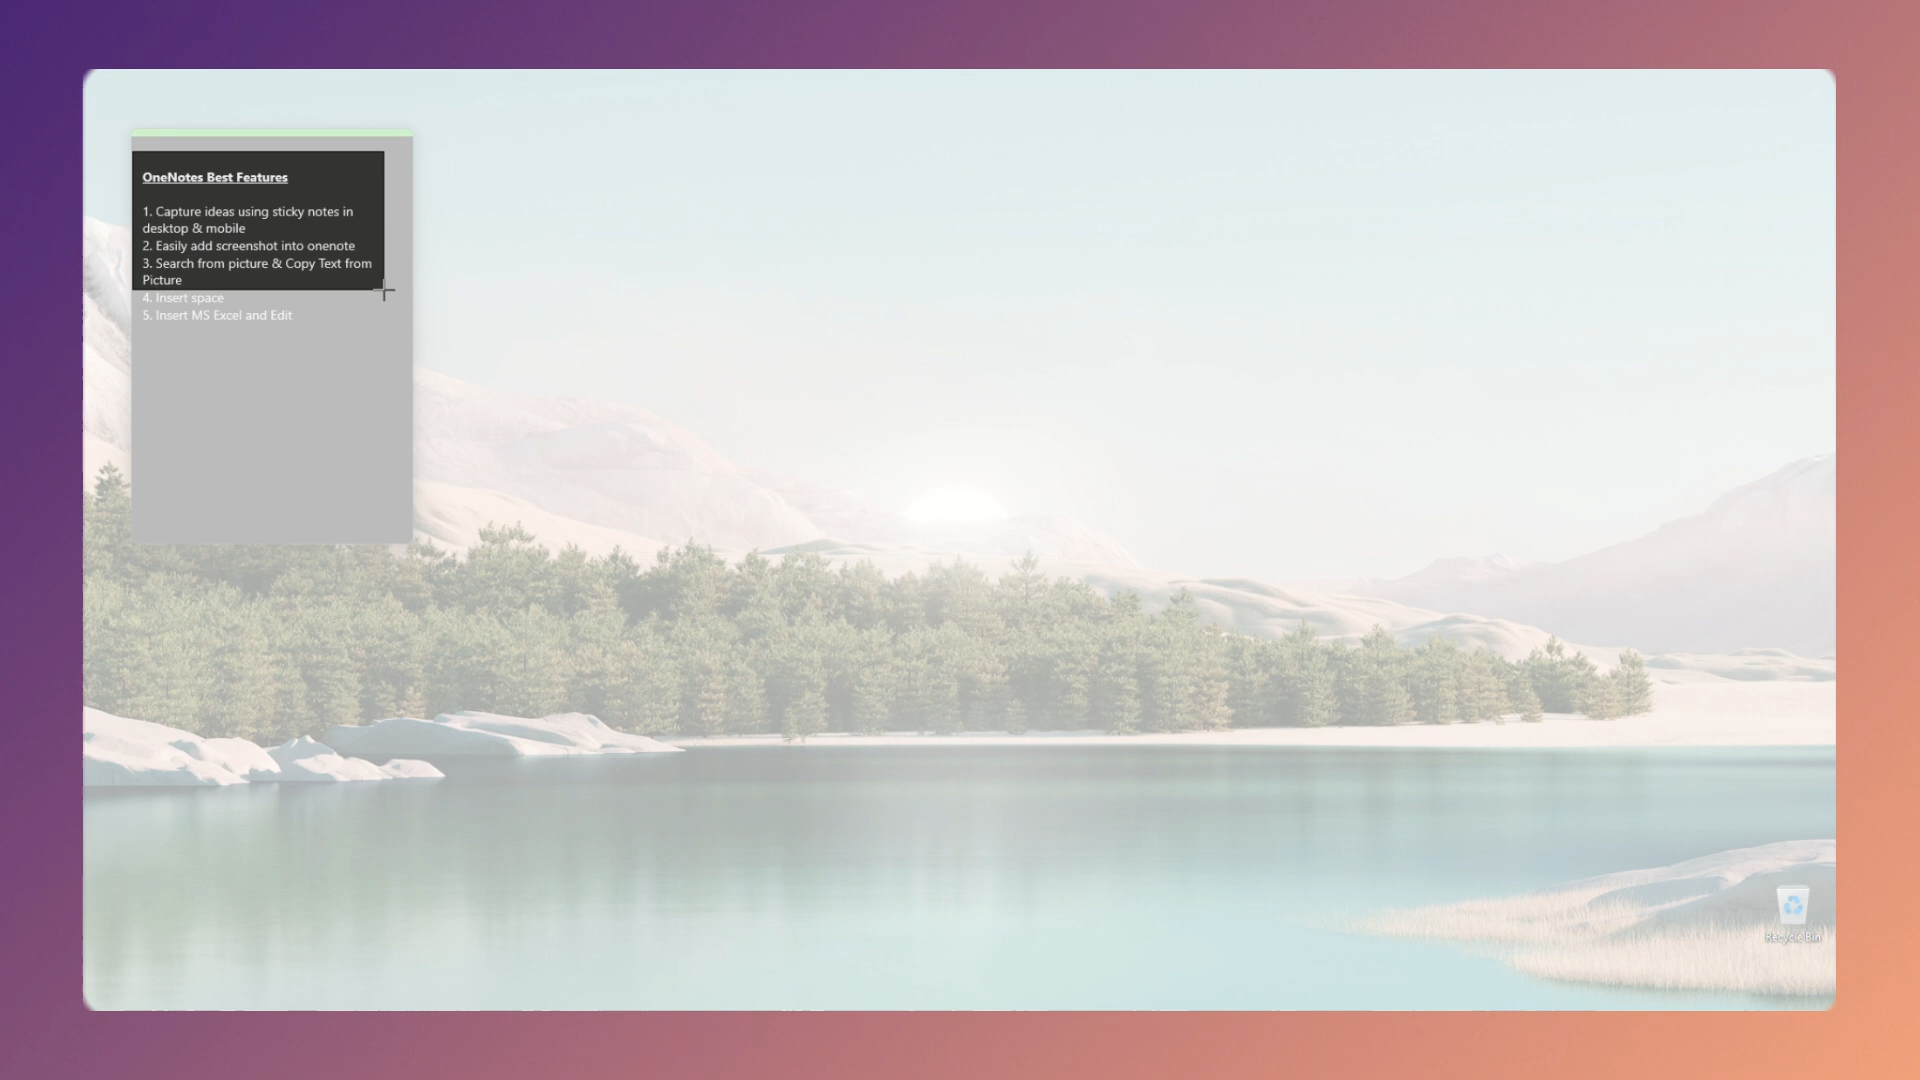 OneNotes Best Features
1. Capture ideas using sticky notes in
desktop & mobile
2. Easily add screenshot into onenote
3. Search from picture & Copy Text from
Picture
4. Insert space
5. Insert MS Excel and Edit
Recycle Bin